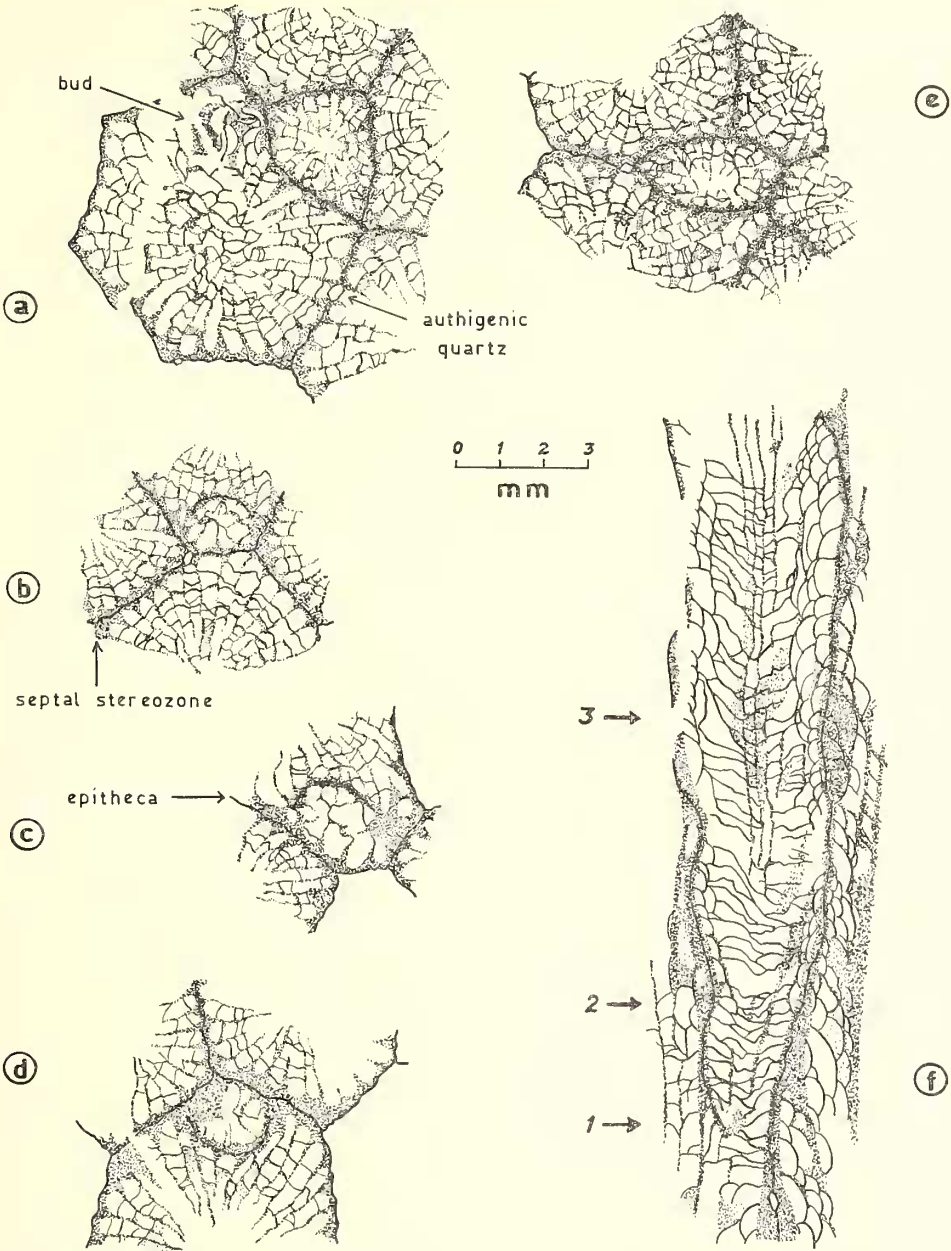 bud
a
authigenic
quartz
e
0 1 2 3
mm
b
septal stereozone
epitheca
c
3
2
1
d
f